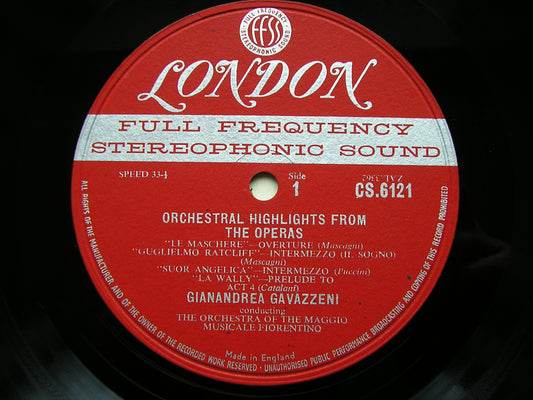 FULL FREQUENCY
ffss
STEREOPHONIC SOUND
LONDON
FULL FREQUENCY
STEREOPHONIC SOUND
SPEED 33⅓
Side
1
ZAL.3362
CS.6121
ORCHESTRAL HIGHLIGHTS FROM
THE OPERAS
"LE MASCHERE"—OVERTURE (Mascagni)
"GUGLIELMO RATCLIFF"—INTERMEZZO (IL SOGNO)
(Mascagni)
"SUOR ANGELICA"—INTERMEZZO (Puccini)
"LA WALLY"—PRELUDE TO
ACT 4 (Catalani)
GIANANDREA GAVAZZENI
conducting
THE ORCHESTRA OF THE MAGGIO
MUSICALE FIORENTINO
Made in England
ALL RIGHTS OF THE MANUFACTURER AND OF THE OWNER OF THE RECORDED WORK RESERVED · UNAUTHORISED PUBLIC PERFORMANCE BROADCASTING AND COPYING OF THIS RECORD PROHIBITED